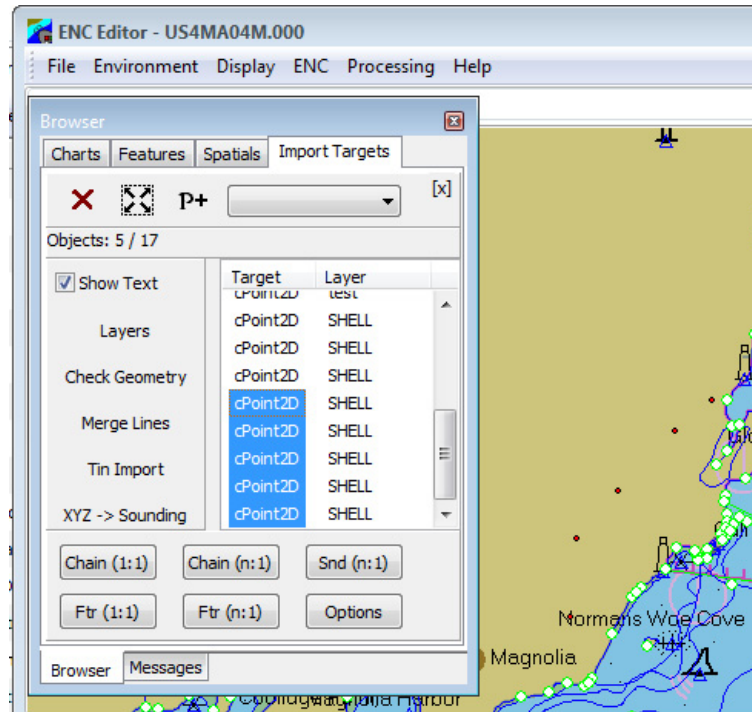 ENC Editor - US4MA04M.000
File Environment Display ENC Processing Help
Browser
Charts Features Spatials Import Targets
P+ [x]
Objects: 5 / 17
Show Text
Layers
Check Geometry
Merge Lines
Tin Import
XYZ -> Sounding
Target Layer
cPoint2D test
cPoint2D SHELL
cPoint2D SHELL
cPoint2D SHELL
cPoint2D SHELL
cPoint2D SHELL
cPoint2D SHELL
cPoint2D SHELL
cPoint2D SHELL
Chain (1:1) Chain (n:1) Snd (n:1)
Ftr (1:1) Ftr (n:1) Options
Browser Messages
Normans Woe Cove
Magnolia
Harbor